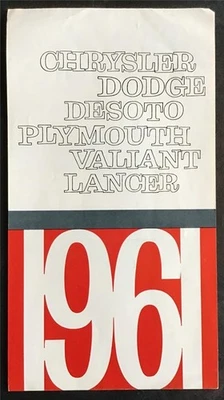 CHRYSLER
DODGE
DESOTO
PLYMOUTH
VALIANT
LANCER
1961